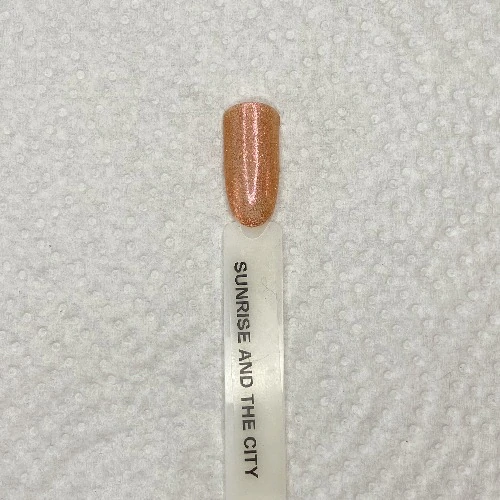 SUNRISE AND THE CITY